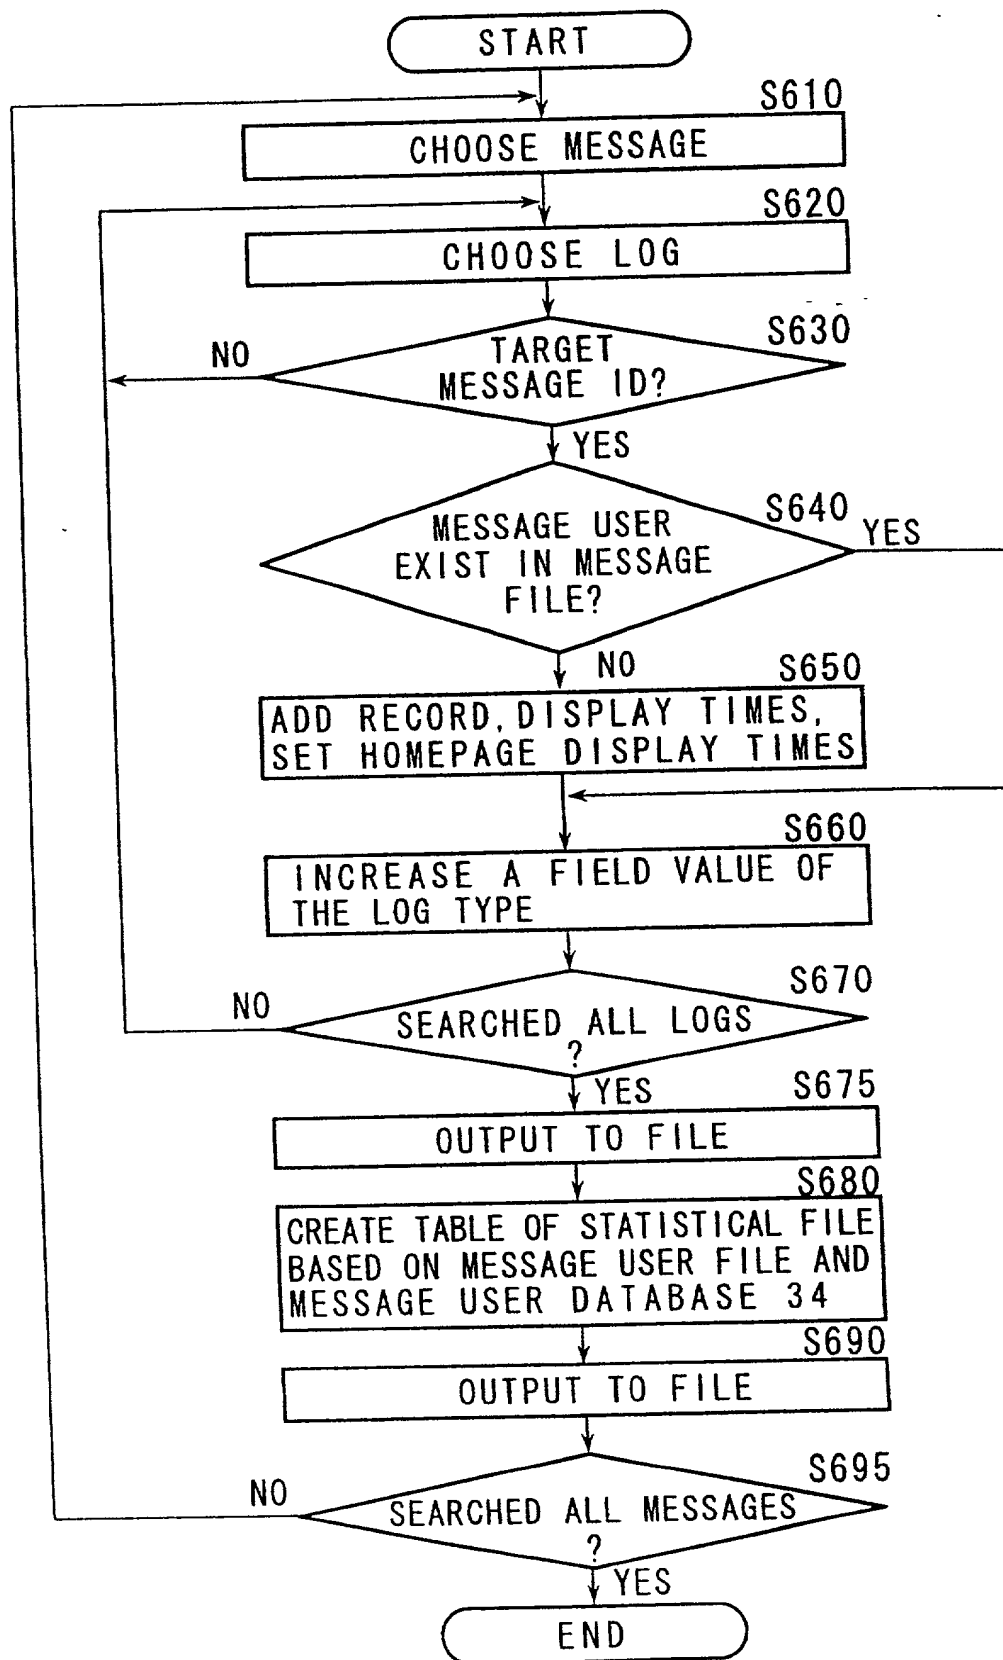 START
S610
CHOOSE MESSAGE
S620
CHOOSE LOG
S630
NO
TARGET
MESSAGE ID?
YES
S640
YES
MESSAGE USER
EXIST IN MESSAGE
FILE?
NO
S650
ADD RECORD, DISPLAY TIMES,
SET HOMEPAGE DISPLAY TIMES
S660
INCREASE A FIELD VALUE OF
THE LOG TYPE
S670
NO
SEARCHED ALL LOGS
?
YES
S675
OUTPUT TO FILE
S680
CREATE TABLE OF STATISTICAL FILE
BASED ON MESSAGE USER FILE AND
MESSAGE USER DATABASE 34
S690
OUTPUT TO FILE
S695
NO
SEARCHED ALL MESSAGES
?
YES
END